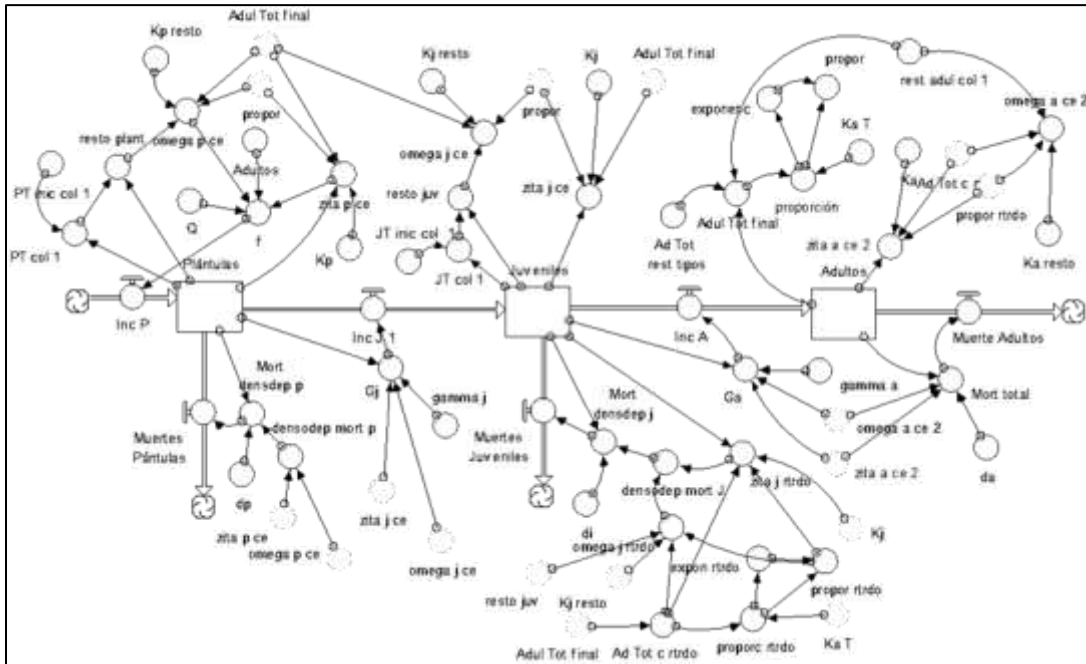 Adul Tot final
Kp resto
Kj resto
Kj
Adul Tot final
propor
rest adul col 1
exponesc
omega a ce 2
propor
propor
resto plant
omega p ce
Ka T
omega j ce
Adultos
PT inic col 1
resto juv
zita j ce
Ka
Ad Tot c r
zita p ce
Adul Tot final
proporción
propor rtrdo
Q
f
JT inic col 1
Ad Tot
rest tipos
zita a ce 2
PT col 1
Kp
JT col 1
Ka resto
Plántulas
Juveniles
Adultos
Inc P
Inc J 1
Inc A
Muerte Adultos
Mort
densdep p
Gj
gamma j
Mort
densdep j
Ga
gamma a
Mort total
densodep mort p
omega a ce 2
Muertes
Plántulas
Muertes
Juveniles
zita j rtrdo
zita a ce 2
da
dp
densodep mort J
zita p ce
zita j ce
di
Kj
omega p ce
omega j rtrdo
expon rtrdo
omega j ce
propor rtrdo
resto juv
Kj resto
Adul Tot final
Ad Tot c rtrdo
proporc rtrdo
Ka T